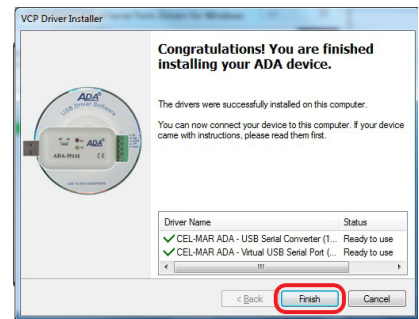 VCP Driver Installer
Congratulations! You are finished
installing your ADA device.
The drivers were successfully installed on this computer.
You can now connect your device to this computer. If your device
came with instructions, please read them first.
ADA
USB Driver Software
ADA
ADA-I9141
CE
Driver Name Status
CEL-MAR ADA - USB Serial Converter (1... Ready to use
CEL-MAR ADA - Virtual USB Serial Port (... Ready to use
< Back Finish Cancel